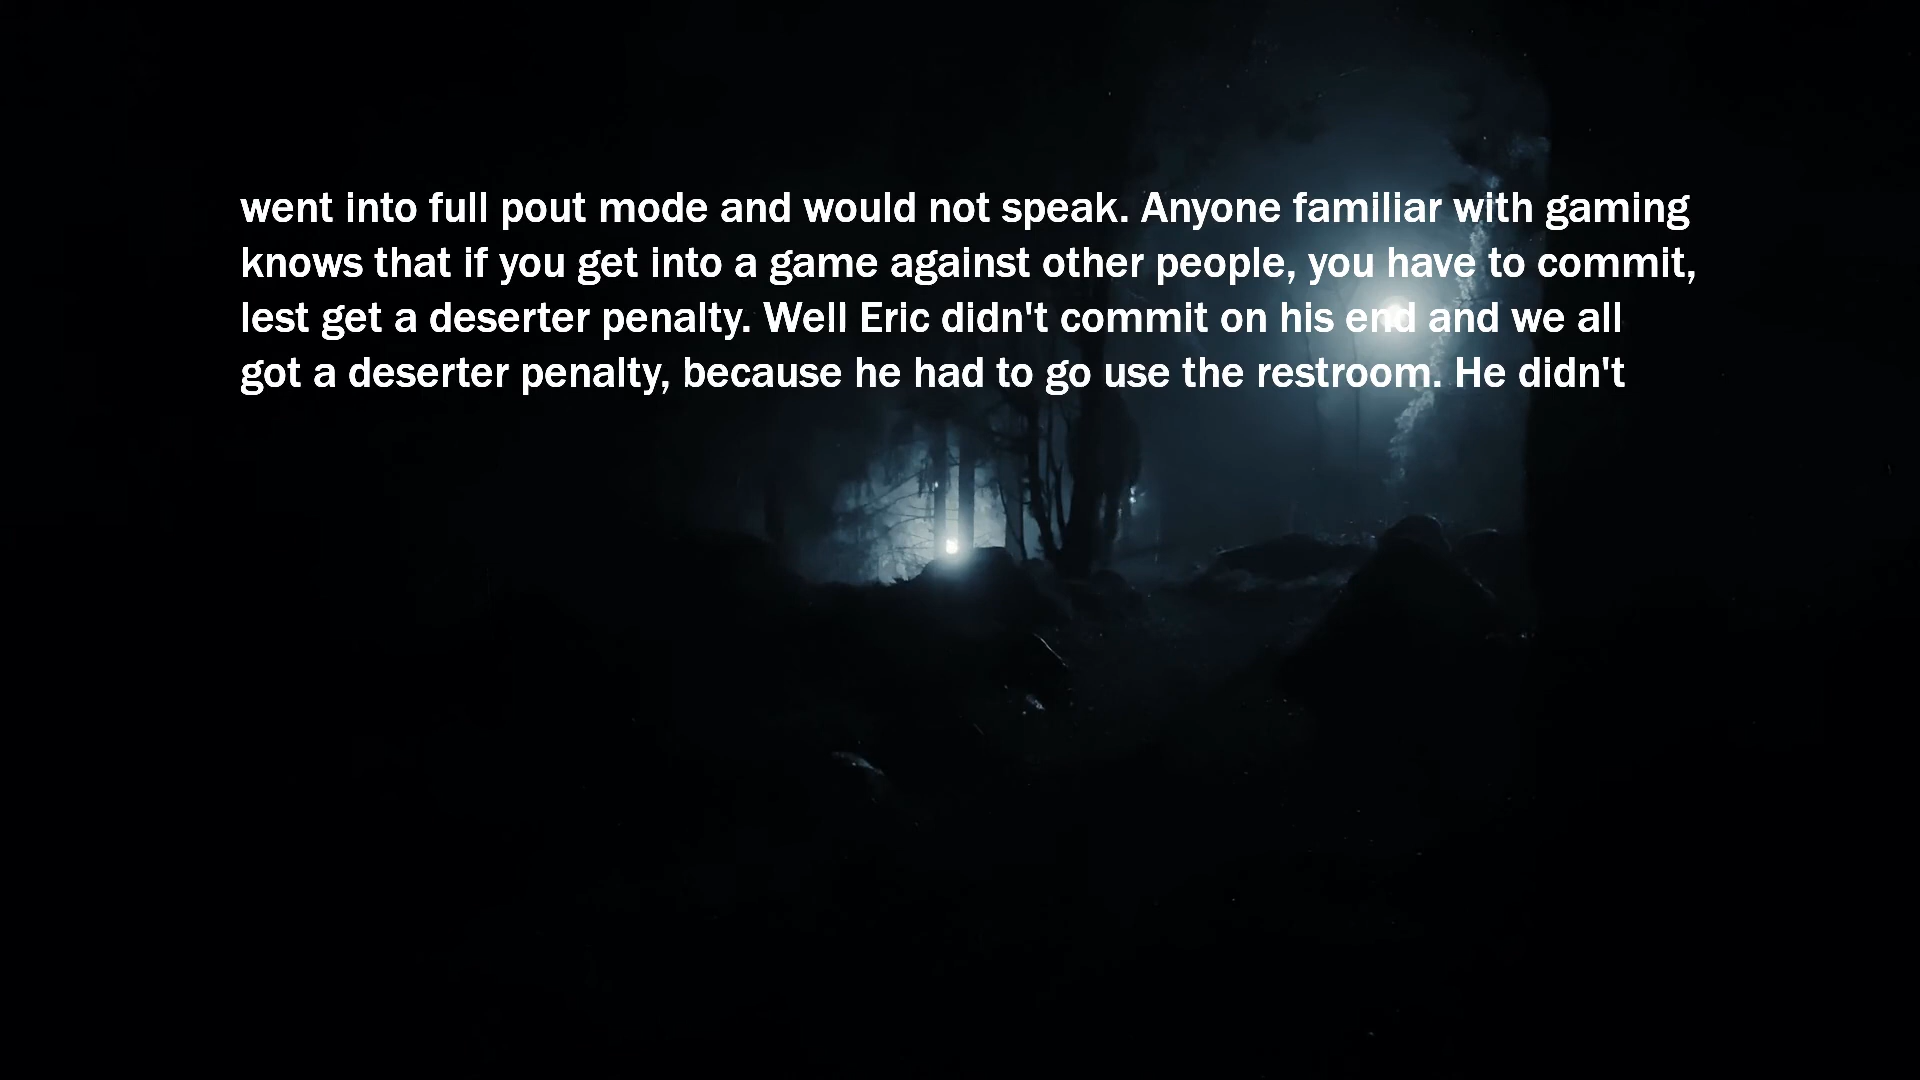 went into full pout mode and would not speak. Anyone familiar with gaming
knows that if you get into a game against other people, you have to commit,
lest get a deserter penalty. Well Eric didn't commit on his end and we all
got a deserter penalty, because he had to go use the restroom. He didn't